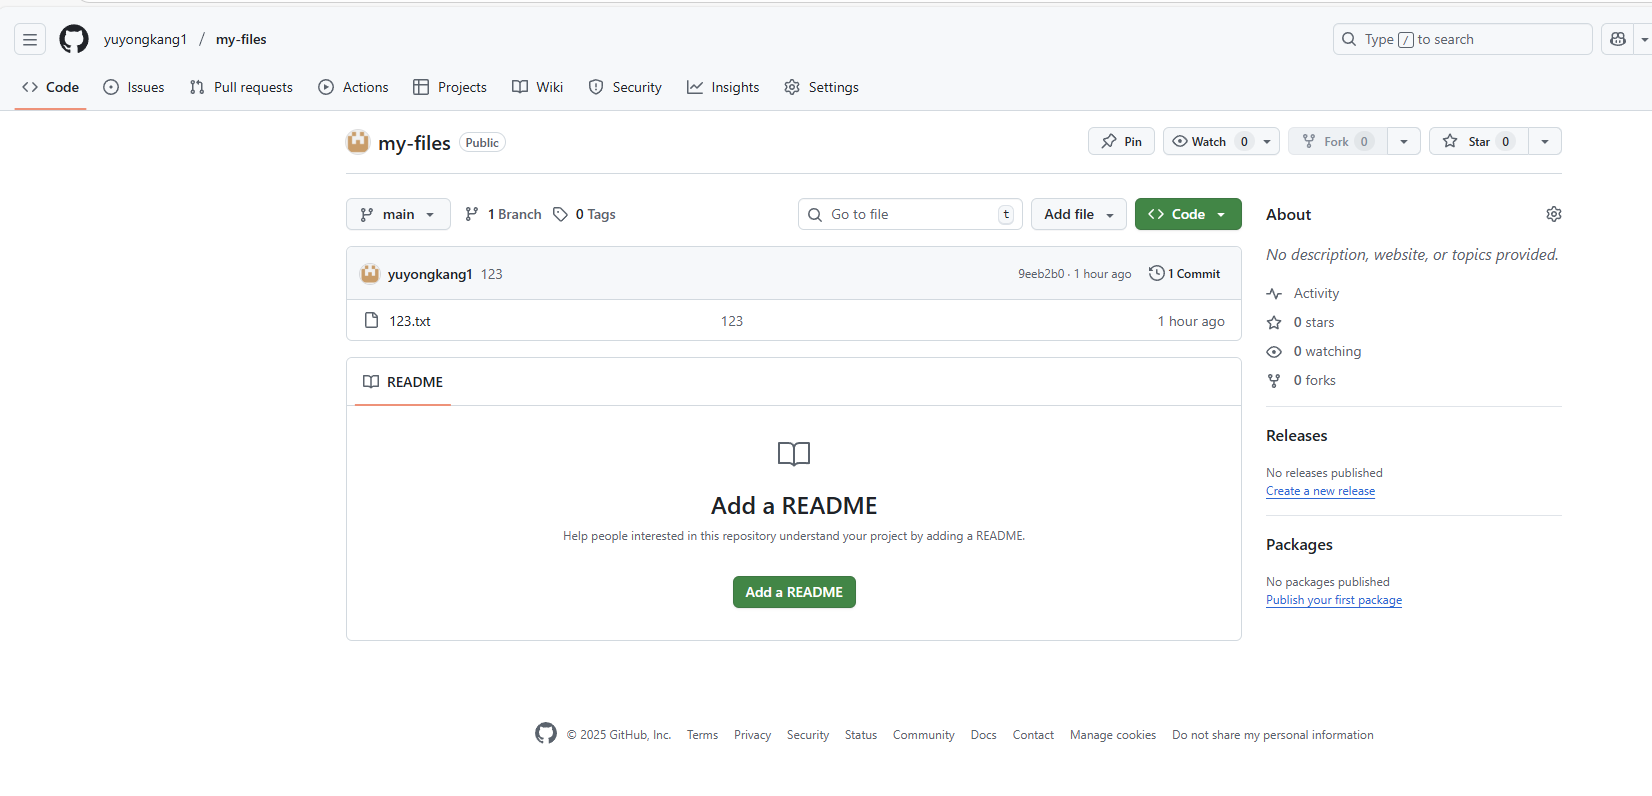 yuyongkang1 / my-files
Type / to search
Code Issues Pull requests Actions Projects Wiki Security Insights Settings
my-files Public
Pin Watch 0 Fork 0 Star 0
main 1 Branch 0 Tags
Go to file t Add file Code
yuyongkang1 123 9eeb2b0 · 1 hour ago 1 Commit
123.txt 123 1 hour ago
README
Add a README
Help people interested in this repository understand your project by adding a README.
Add a README
About
No description, website, or topics provided.
Activity
0 stars
0 watching
0 forks
Releases
No releases published
Create a new release
Packages
No packages published
Publish your first package
© 2025 GitHub, Inc. Terms Privacy Security Status Community Docs Contact Manage cookies Do not share my personal information